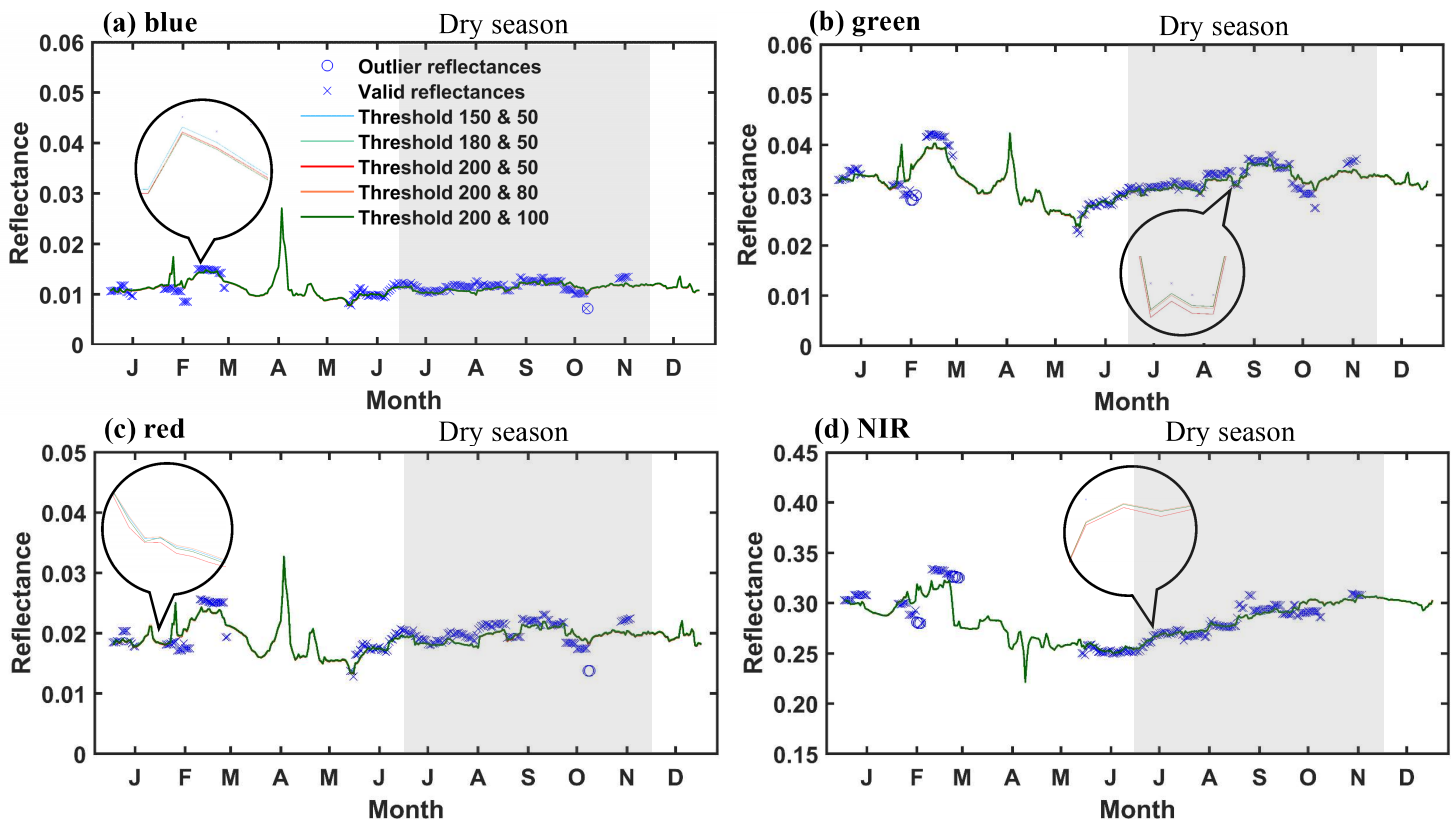 (a) blue
Dry season
0.06
0.05
0.04
0.03
0.02
0.01
0
Reflectance
Outlier reflectances
Valid reflectances
Threshold 150 & 50
Threshold 180 & 50
Threshold 200 & 50
Threshold 200 & 80
Threshold 200 & 100
J F M A M J J A S O N D
Month
(b) green
Dry season
0.06
0.05
0.04
0.03
0.02
0.01
0
Reflectance
J F M A M J J A S O N D
Month
(c) red
Dry season
0.05
0.04
0.03
0.02
0.01
0
Reflectance
J F M A M J J A S O N D
Month
(d) NIR
Dry season
0.45
0.40
0.35
0.30
0.25
0.20
0.15
Reflectance
J F M A M J J A S O N D
Month